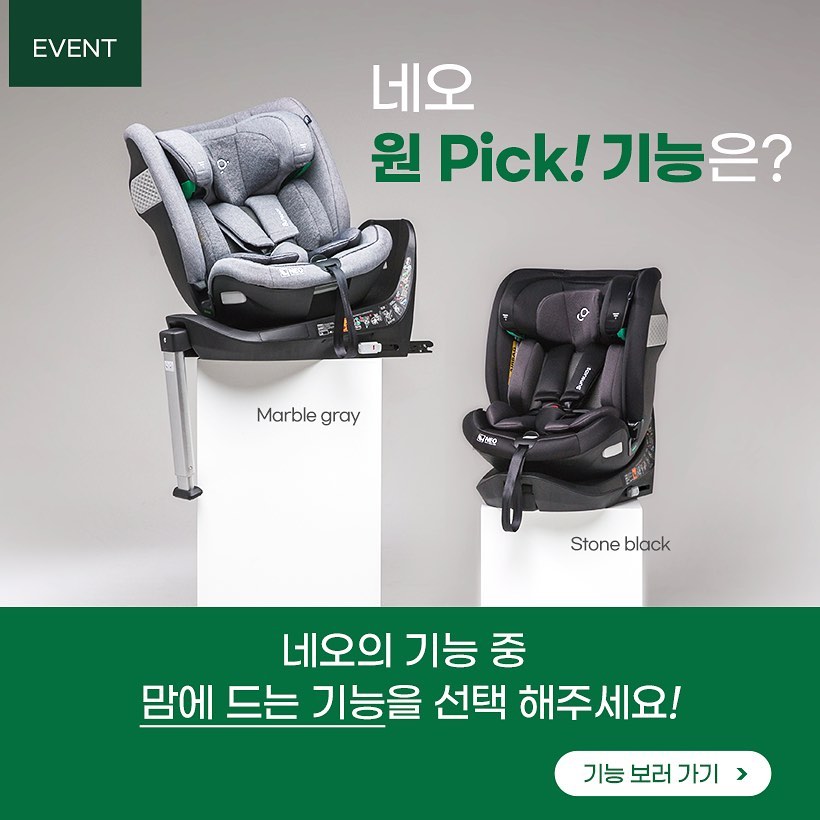 EVENT
네오
원 Pick! 기능은?
Marble gray
NEO
Stone black
네오의 기능 중
맘에 드는 기능을 선택 해주세요!
기능 보러 가기 >